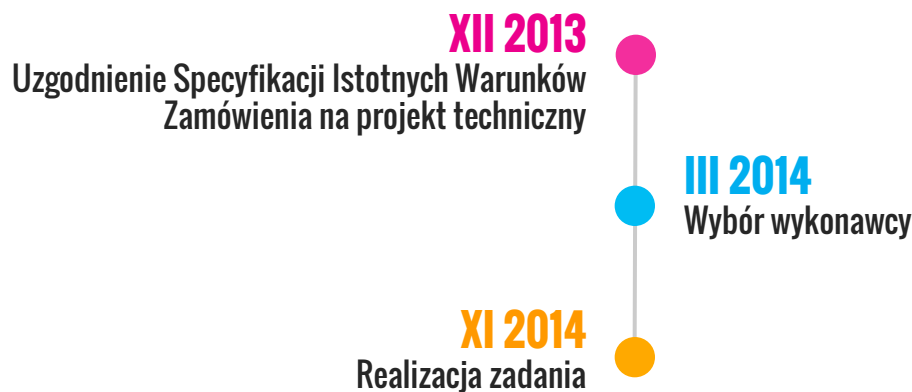 XII 2013
Uzgodnienie Specyfikacji Istotnych Warunków
Zamówienia na projekt techniczny
III 2014
Wybór wykonawcy
XI 2014
Realizacja zadania